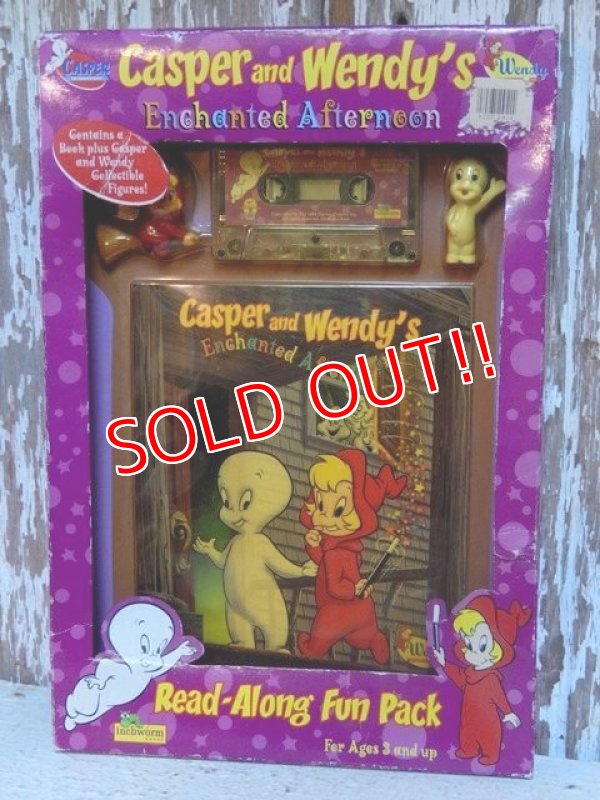 CASPER
Casper and Wendy's
Wendy
Enchanted Afternoon
Contains a
Book plus Casper
and Wendy
Collectible
Figures!
Casper and Wendy's
Enchanted
SOLD OUT!!
Read-Along Fun Pack
Inchworm
For Ages 3 and up